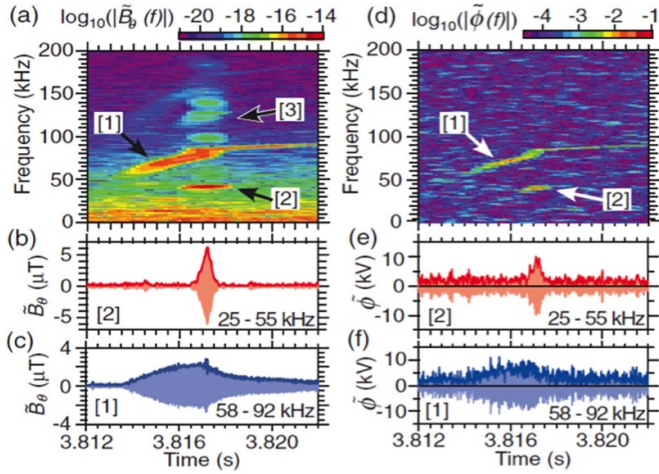 (a) log10(|B̃θ(f)|)
-20 -18 -16 -14
200
150
100
50
0
Frequency (kHz)
[1]
[3]
[2]
(b)
5
0
-5
B̃θ (μT)
[2] 25 - 55 kHz
(c)
4
2
0
-2
-4
B̃θ (μT)
[1] 58 - 92 kHz
3.812 3.816 3.820
Time (s)
(d) log10(|φ̃(f)|)
-4 -3 -2 -1
200
150
100
50
0
Frequency (kHz)
[1]
[2]
(e)
10
0
-10
φ̃ (kV)
[2] 25 - 55 kHz
(f)
10
0
-10
φ̃ (kV)
[1] 58 - 92 kHz
3.812 3.816 3.820
Time (s)